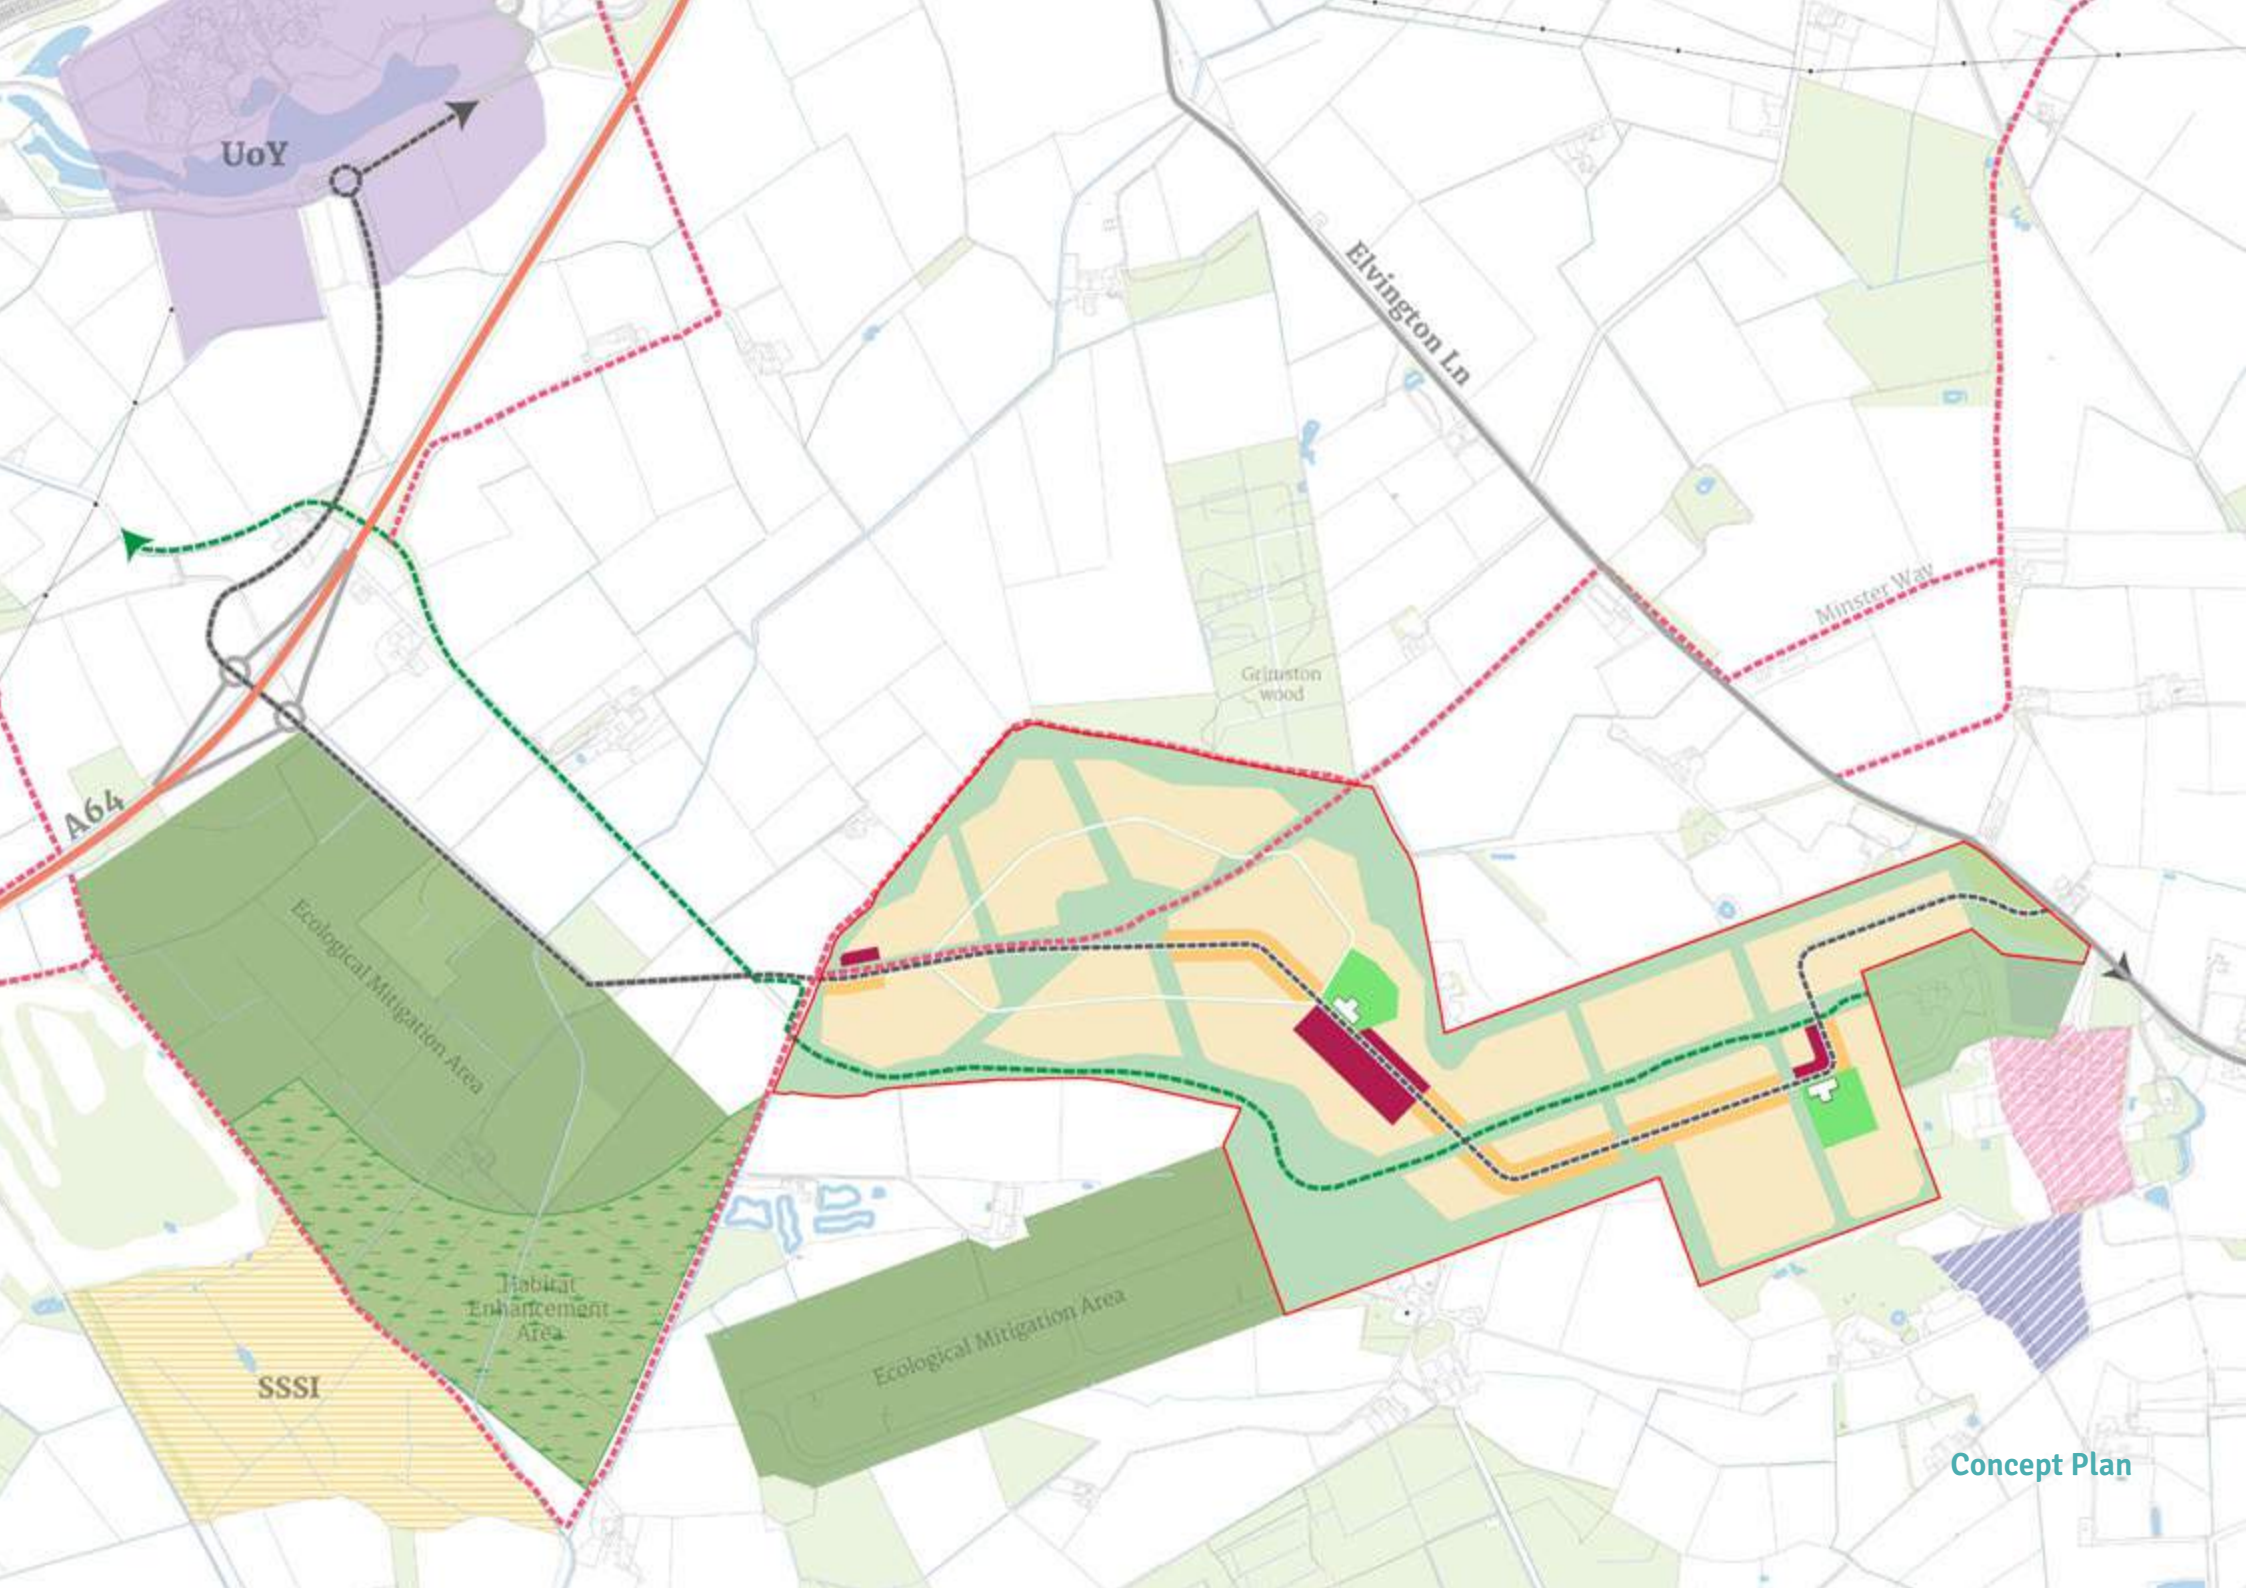 UoY
Elvington Ln
Minster Way
Grimston
wood
A64
Ecological Mitigation Area
Habitat
Enhancement
Area
Ecological Mitigation Area
SSSI
Concept Plan